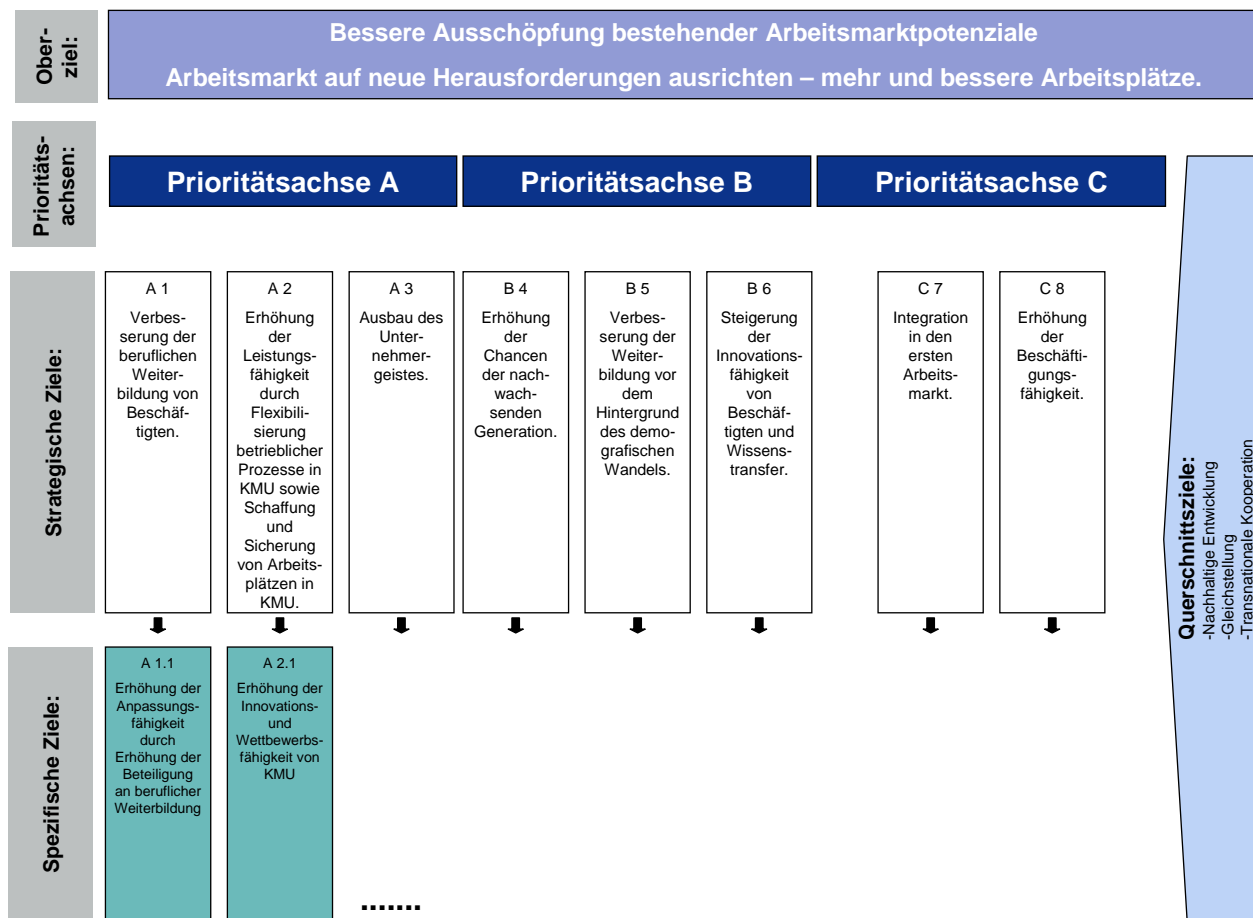 Ober-
ziel:
Bessere Ausschöpfung bestehender Arbeitsmarktpotenziale
Arbeitsmarkt auf neue Herausforderungen ausrichten – mehr und bessere Arbeitsplätze.
Prioritäts-
achsen:
Prioritätsachse A
Prioritätsachse B
Prioritätsachse C
Strategische Ziele:
A 1
Verbes-
serung der
beruflichen
Weiter-
bildung von
Beschäf-
tigten.
A 2
Erhöhung
der
Leistungs-
fähigkeit
durch
Flexibili-
sierung
betrieblicher
Prozesse in
KMU sowie
Schaffung
und
Sicherung
von Arbeits-
plätzen in
KMU.
A 3
Ausbau des
Unter-
nehmer-
geistes.
B 4
Erhöhung
der
Chancen
der nach-
wach-
senden
Generation.
B 5
Verbes-
serung der
Weiter-
bildung vor
dem
Hintergrund
des demo-
grafischen
Wandels.
B 6
Steigerung
der
Innovations-
fähigkeit
von
Beschäf-
tigten und
Wissens-
transfer.
C 7
Integration
in den
ersten
Arbeits-
markt.
C 8
Erhöhung
der
Beschäfti-
gungs-
fähigkeit.
Querschnittsziele:
-Nachhaltige Entwicklung
-Gleichstellung
-Transnationale Kooperation
Spezifische Ziele:
A 1.1
Erhöhung der
Anpassungs-
fähigkeit
durch
Erhöhung der
Beteiligung
an beruflicher
Weiterbildung
A 2.1
Erhöhung der
Innovations-
und
Wettbewerbs-
fähigkeit von
KMU
.......